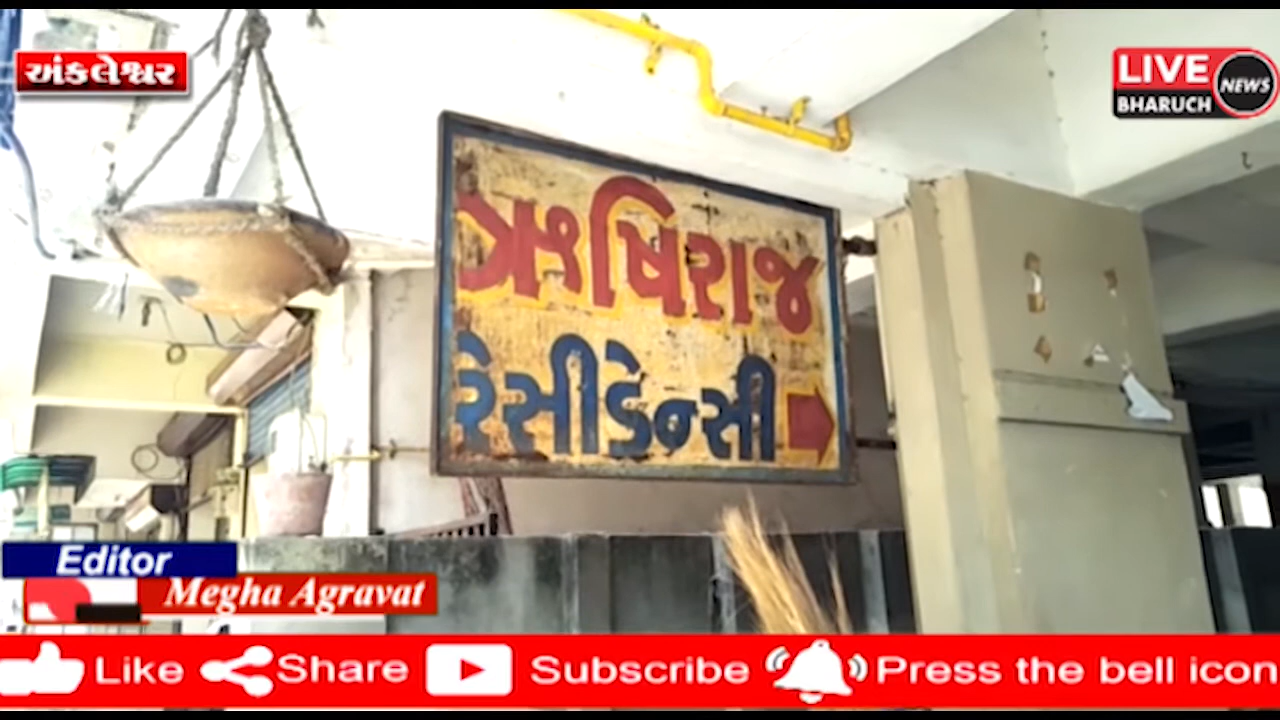 અંકલેશ્વર
LIVE
BHARUCH
NEWS
ઋષિરાજ
રેસીડેન્સી
Editor
Megha Agravat
Like Share Subscribe Press the bell icon